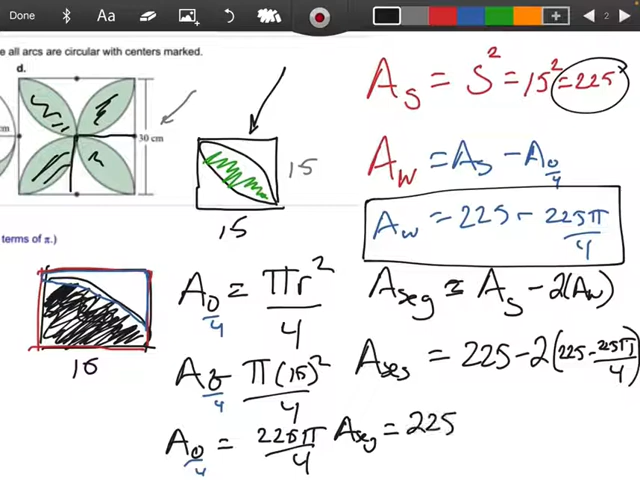 Done
2
e all arcs are circular with centers marked.
d.
cm
30 cm
15
15
terms of π.)
15
A_s = s² = 15² = 225
A_w = A_s - A_o/4
A_w = 225 - 225π/4
A_o/4 = πr²/4
A_seg = A_s - 2(A_w)
A_o/4 = π(15)²/4
A_seg = 225 - 2(225 - 225π/4)
A_o/4 = 225π/4
A_seg = 225